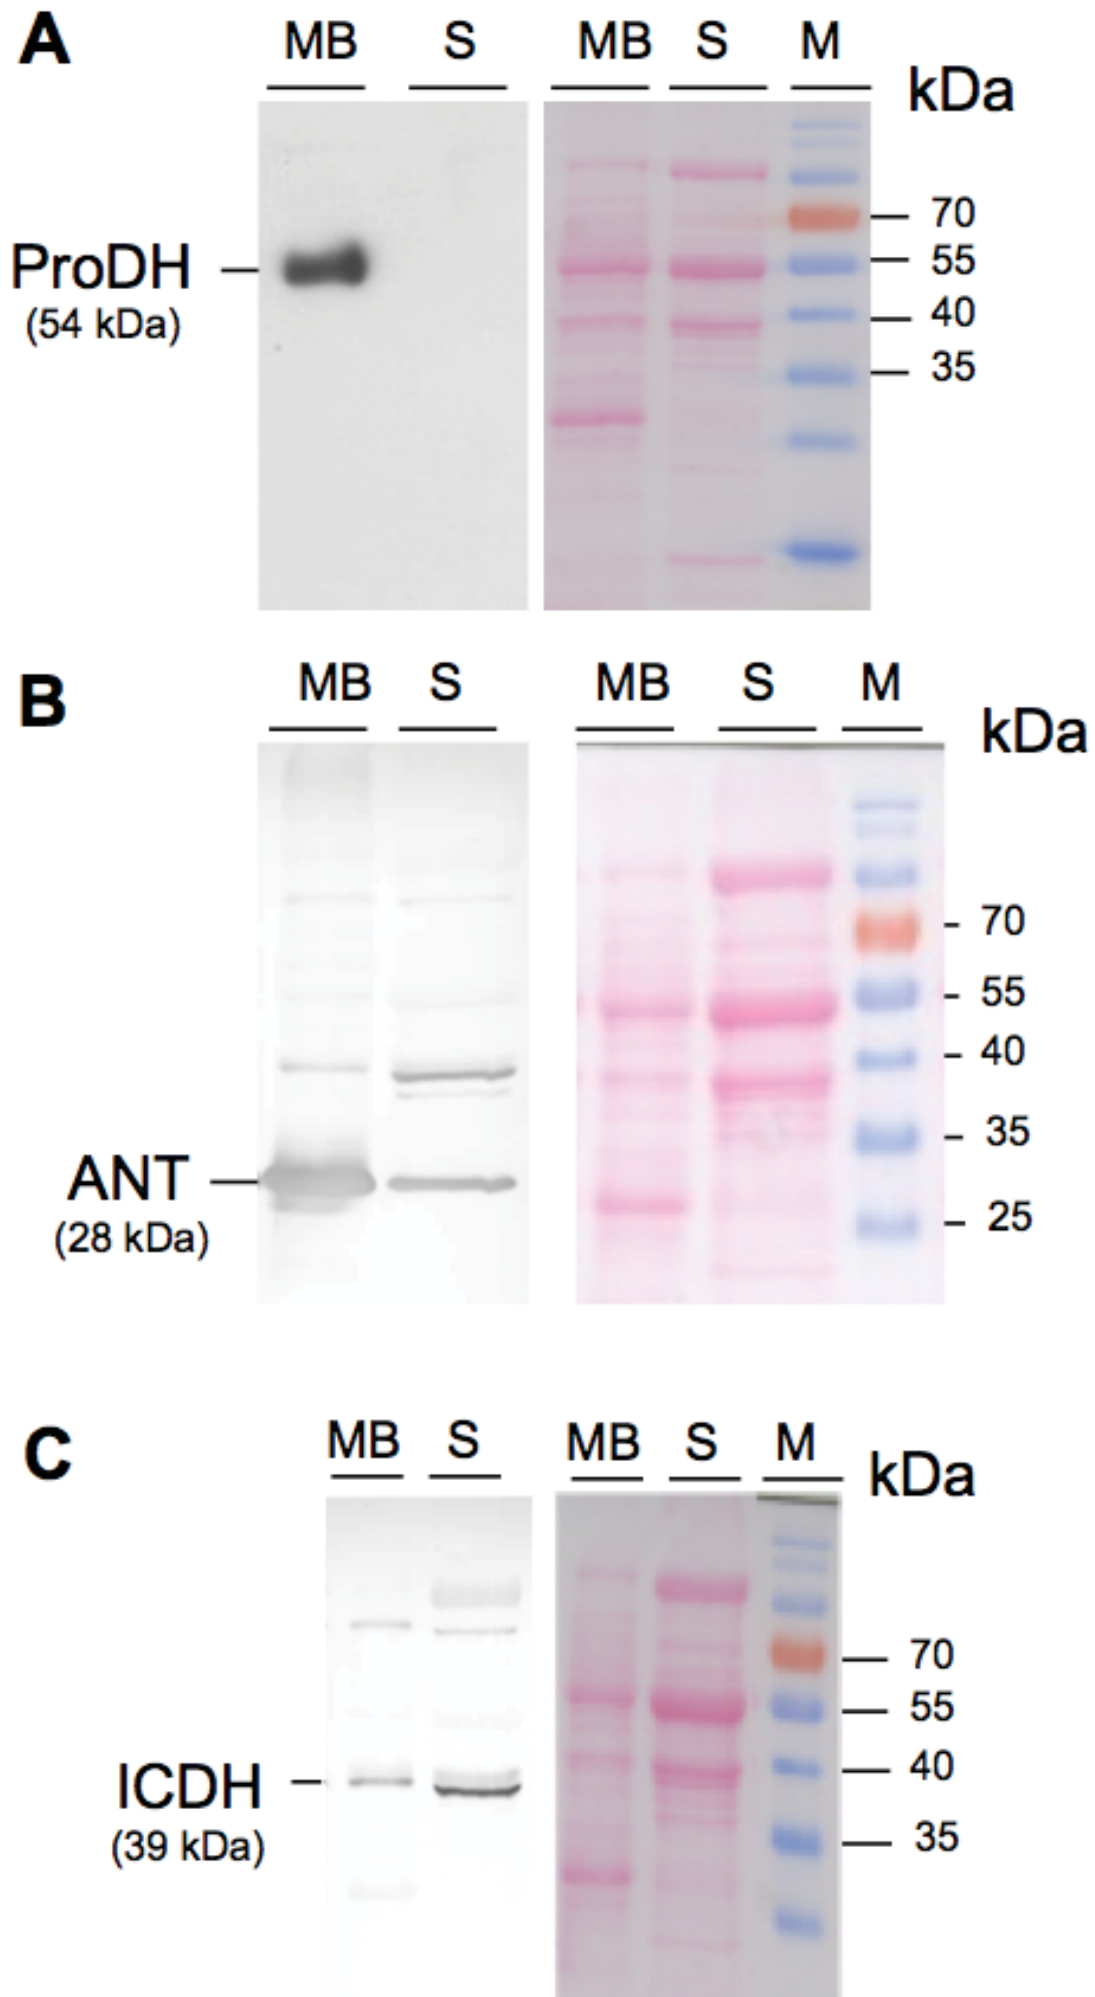 A
MB S MB S M
kDa
70
ProDH
55
(54 kDa)
40
35
B
MB S MB S M
kDa
70
55
40
35
ANT
25
(28 kDa)
C
MB S MB S M
kDa
70
55
40
ICDH
35
(39 kDa)